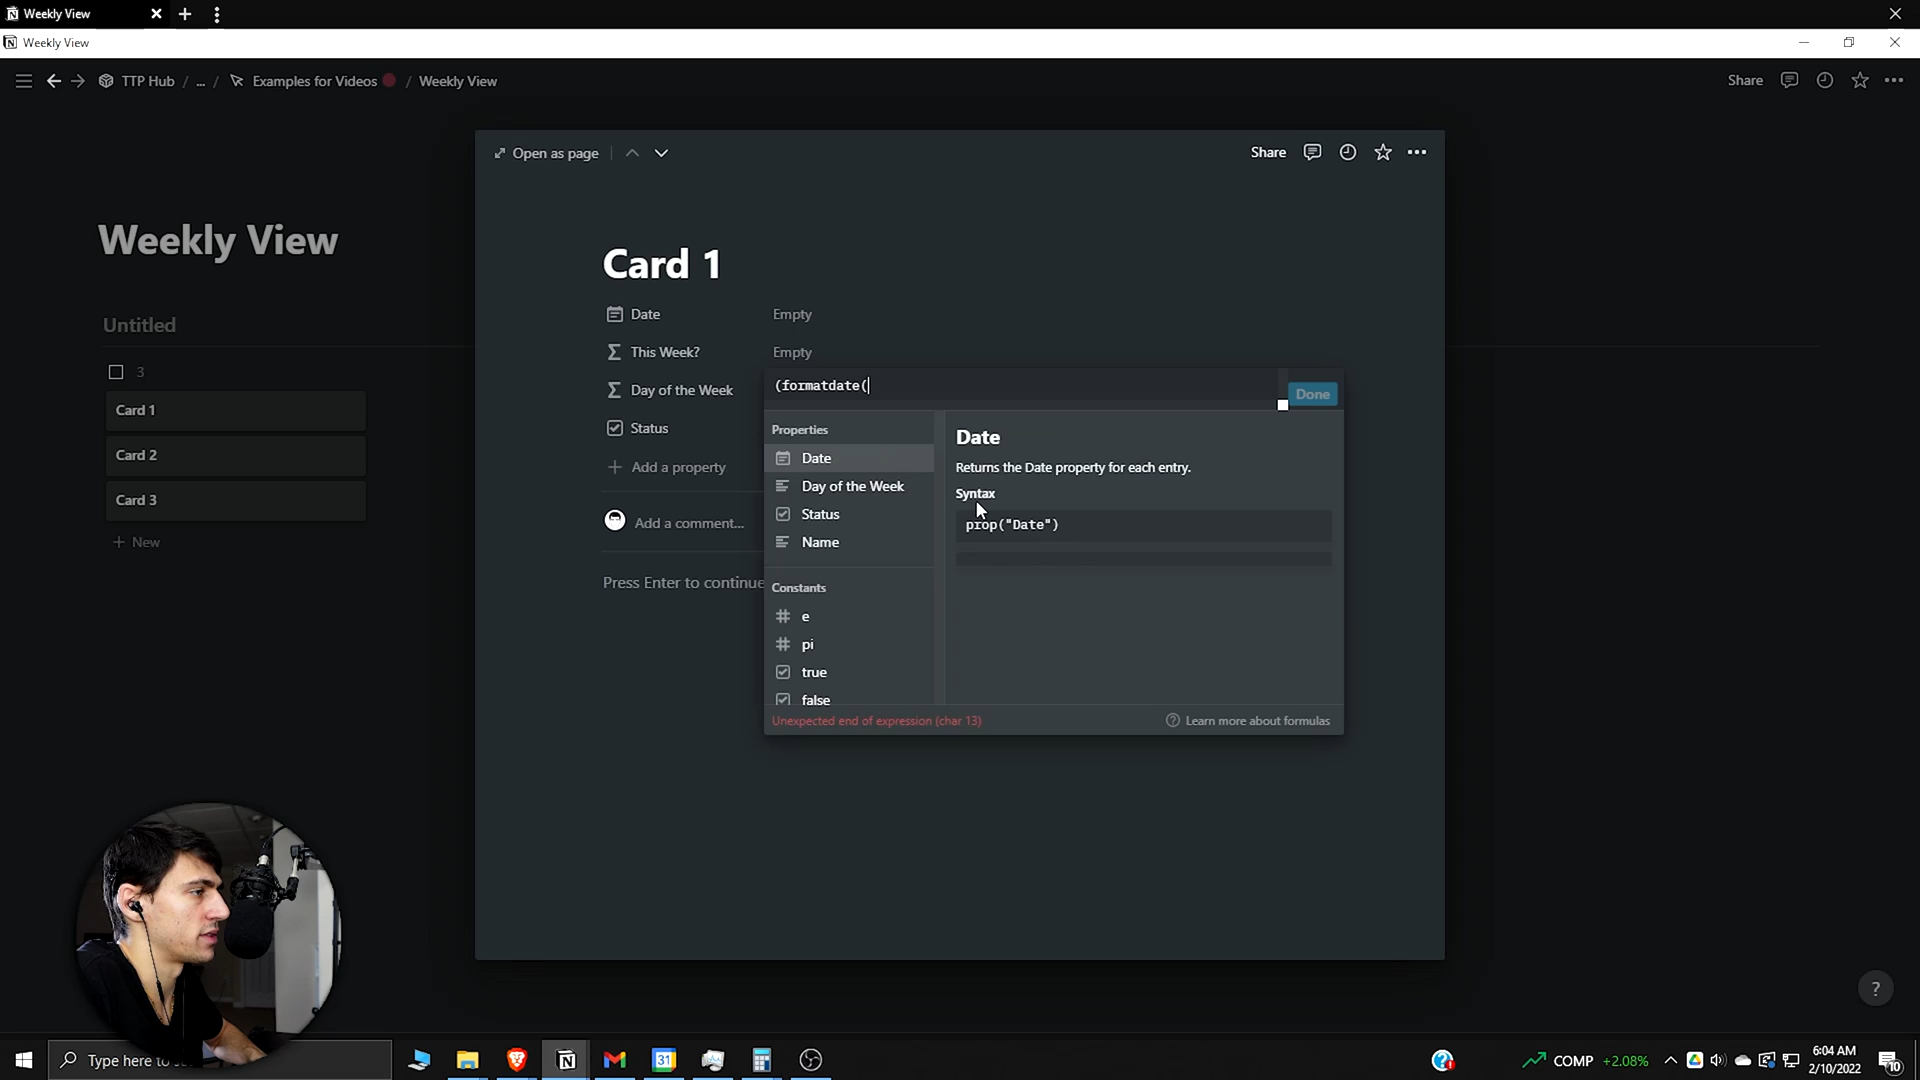 Weekly View
Weekly View
TTP Hub / ... / Examples for Videos / Weekly View
Share
Open as page
Share
Weekly View
Untitled
3
Card 1
Card 2
Card 3
+ New
Card 1
Date Empty
This Week? Empty
Day of the Week
Status
+ Add a property
Add a comment...
Press Enter to continue
(formatdate(
Done
Properties
Date
Day of the Week
Status
Name
Constants
e
pi
true
false
Date
Returns the Date property for each entry.
Syntax
prop("Date")
Unexpected end of expression (char 13)
Learn more about formulas
?
Type here to
31
COMP +2.08%
6:04 AM
2/10/2022
10